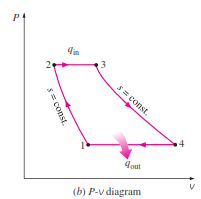 P
q_in
2
3
s = const.
s = const.
1
4
q_out
v
(b) P-v diagram